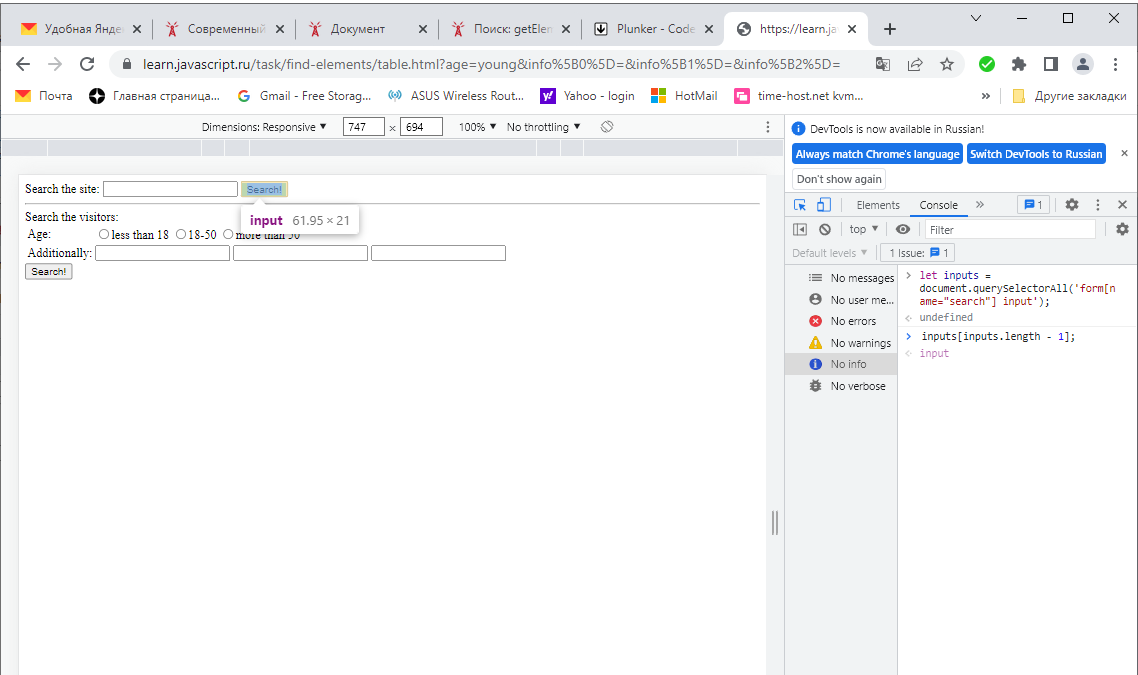 Удобная Янде
Современный
Документ
Поиск: getElem
Plunker - Code
https://learn.ja
learn.javascript.ru/task/find-elements/table.html?age=young&info%5B0%5D=&info%5B1%5D=&info%5B2%5D=
Почта
Главная страница...
Gmail - Free Storag...
ASUS Wireless Rout...
Yahoo - login
HotMail
time-host.net kvm...
»
Другие закладки
Dimensions: Responsive ▼ 747 × 694 100% ▼ No throttling ▼
DevTools is now available in Russian!
Always match Chrome's language
Switch DevTools to Russian
Don't show again
Elements Console » 1
top ▼ Filter
Default levels ▼ 1 Issue: 1
No messages
No user me...
No errors
No warnings
No info
No verbose
let inputs =
document.querySelectorAll('form[n
ame="search"] input');
undefined
inputs[inputs.length - 1];
input
Search the site: Search!
input 61.95 × 21
Search the visitors:
Age: less than 18 18-50 more than 50
Additionally:
Search!